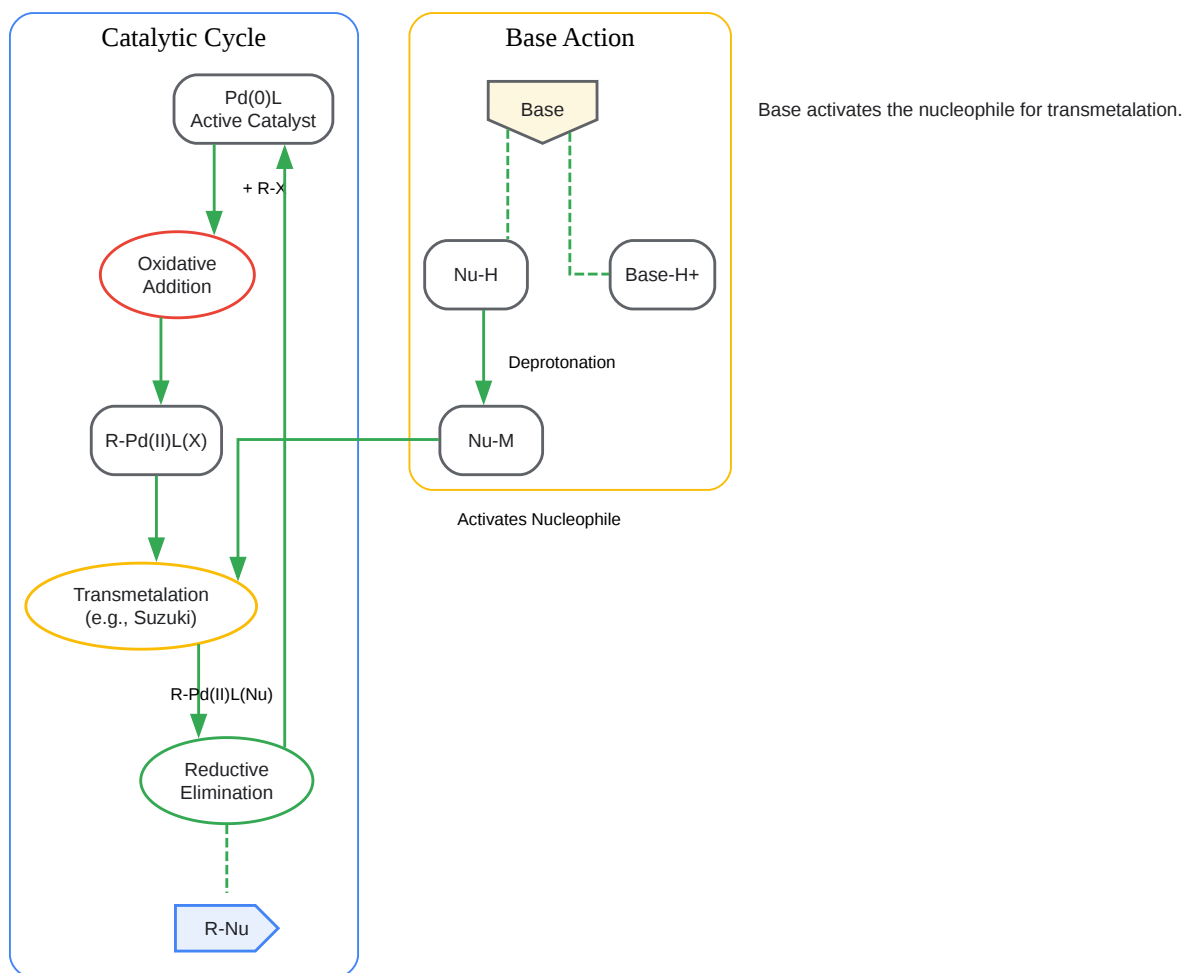 Catalytic Cycle
Pd(0)L
Active Catalyst
+ R-X
Oxidative
Addition
R-Pd(II)L(X)
Transmetalation
(e.g., Suzuki)
R-Pd(II)L(Nu)
Reductive
Elimination
R-Nu
Base Action
Base
Nu-H
Base-H+
Deprotonation
Nu-M
Activates Nucleophile
Base activates the nucleophile for transmetalation.